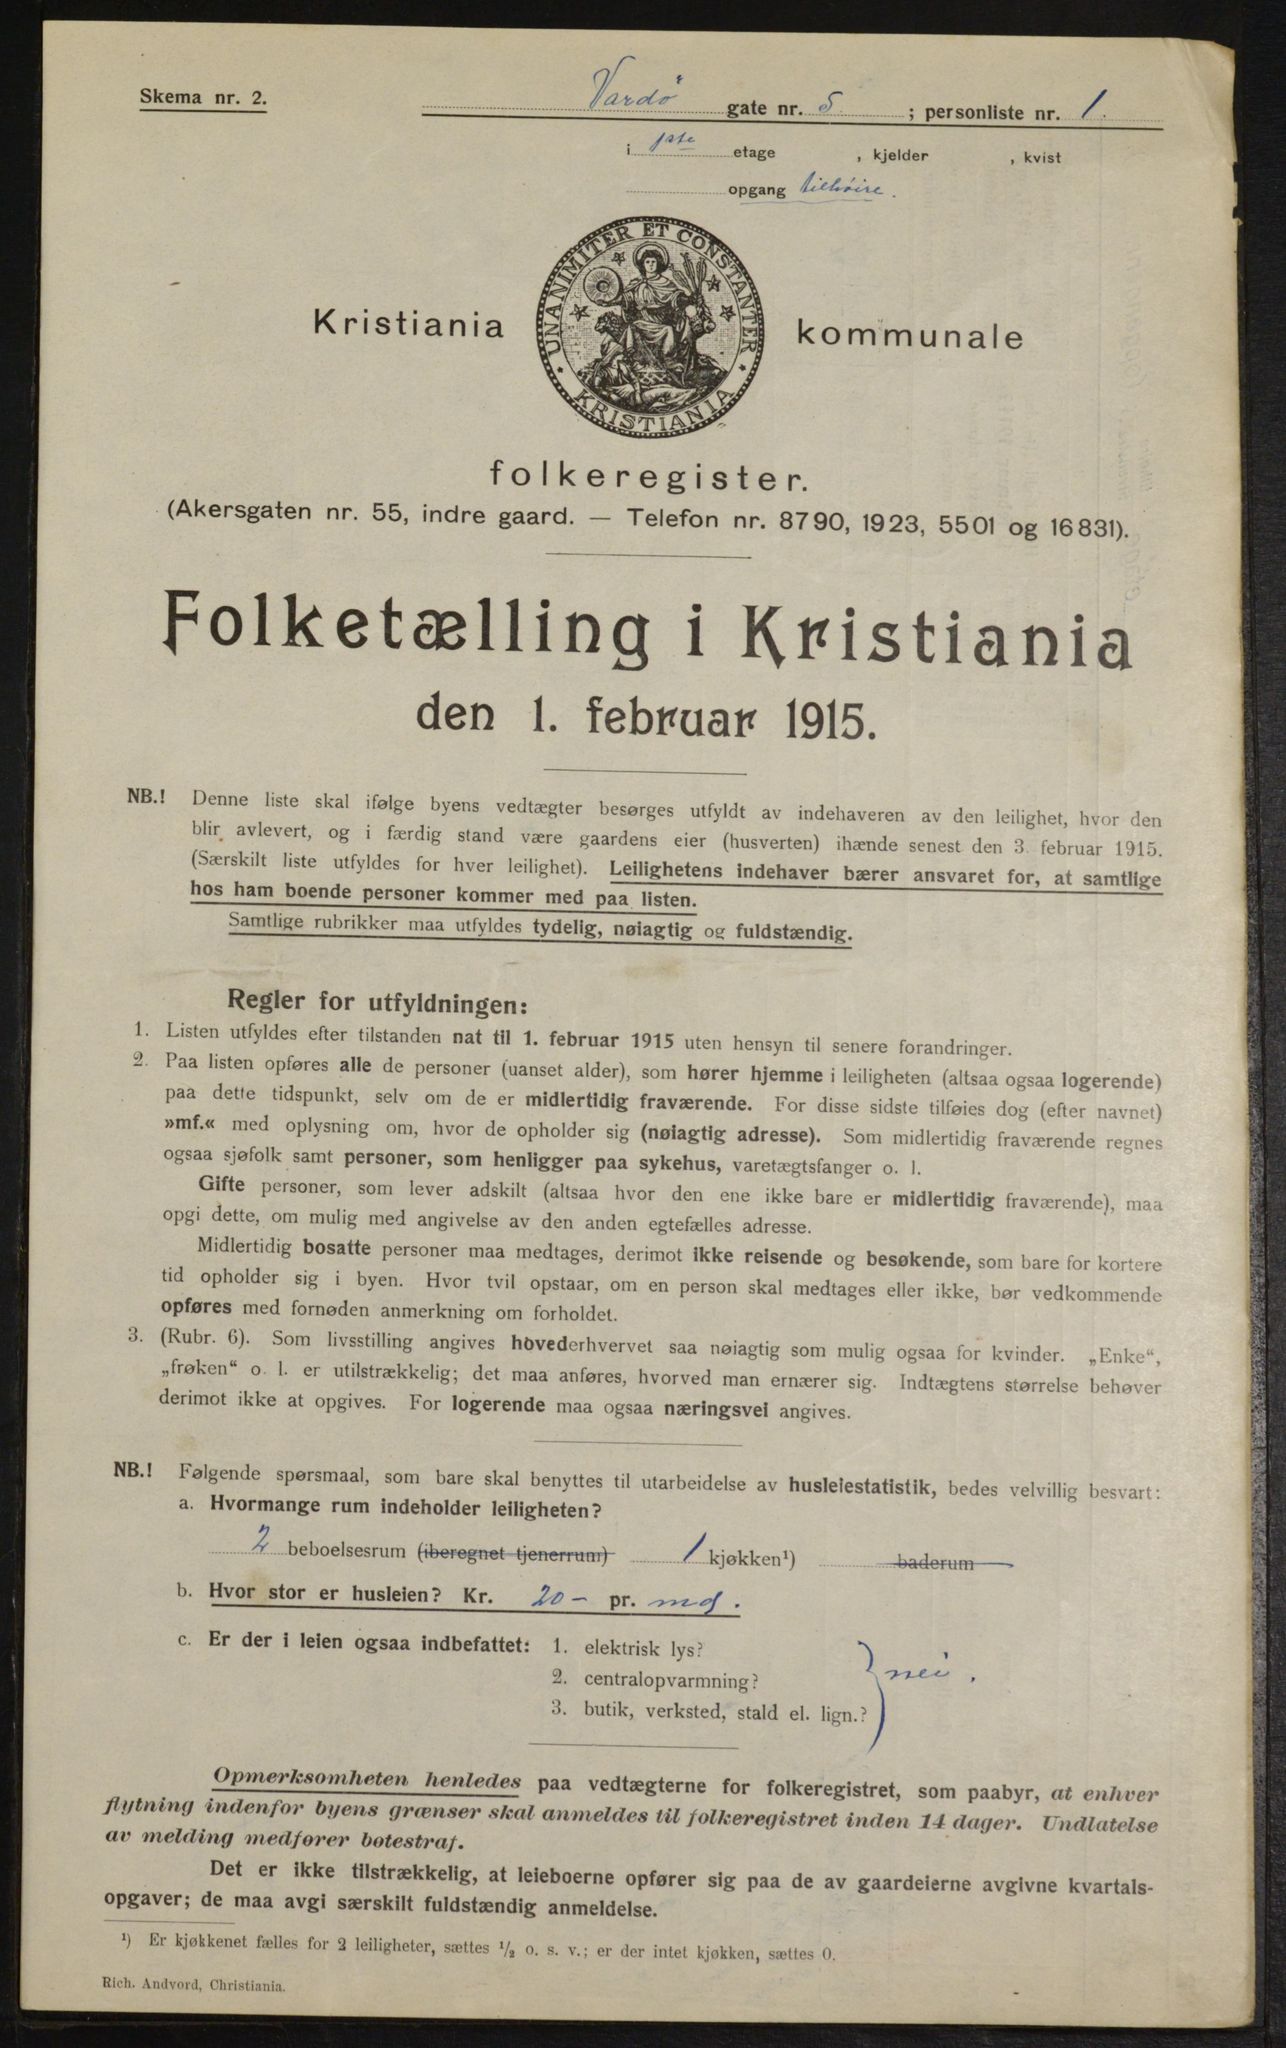 Skema nr. 2.
Vardö gate nr. 5 ; personliste nr. 1.
i 1ste etage , kjelder , kvist
opgang tilhöire.
UNANIMITER ET CONSTANTER
KRISTIANIA
Kristiania kommunale
folkeregister.
(Akersgaten nr. 55, indre gaard. — Telefon nr. 8790, 1923, 5501 og 16831).
Folketælling i Kristiania
den 1. februar 1915.
NB.! Denne liste skal ifølge byens vedtægter besørges utfyldt av indehaveren av den leilighet, hvor den
blir avlevert, og i færdig stand være gaardens eier (husverten) ihænde senest den 3. februar 1915.
(Særskilt liste utfyldes for hver leilighet). Leilighetens indehaver bærer ansvaret for, at samtlige
hos ham boende personer kommer med paa listen.
Samtlige rubrikker maa utfyldes tydelig, nøiagtig og fuldstændig.
Regler for utfyldningen:
1. Listen utfyldes efter tilstanden nat til 1. februar 1915 uten hensyn til senere forandringer.
2. Paa listen opføres alle de personer (uanset alder), som hører hjemme i leiligheten (altsaa ogsaa logerende)
paa dette tidspunkt, selv om de er midlertidig fraværende. For disse sidste tilføies dog (efter navnet)
»mf.« med oplysning om, hvor de opholder sig (nøiagtig adresse). Som midlertidig fraværende regnes
ogsaa sjøfolk samt personer, som henligger paa sykehus, varetægtsfanger o. l.
Gifte personer, som lever adskilt (altsaa hvor den ene ikke bare er midlertidig fraværende), maa
opgi dette, om mulig med angivelse av den anden egtefælles adresse.
Midlertidig bosatte personer maa medtages, derimot ikke reisende og besøkende, som bare for kortere
tid opholder sig i byen. Hvor tvil opstaar, om en person skal medtages eller ikke, bør vedkommende
opføres med fornøden anmerkning om forholdet.
3. (Rubr. 6). Som livsstilling angives hovederhvervet saa nøiagtig som mulig ogsaa for kvinder. „Enke“,
„frøken“ o. l. er utilstrækkelig; det maa anføres, hvorved man ernærer sig. Indtægtens størrelse behøver
derimot ikke at opgives. For logerende maa ogsaa næringsvei angives.
NB.! Følgende spørsmaal, som bare skal benyttes til utarbeidelse av husleiestatistik, bedes velvillig besvart:
a. Hvormange rum indeholder leiligheten?
2 beboelsesrum (iberegnet tjenerrum) 1 kjøkken¹) baderum
b. Hvor stor er husleien? Kr. 20 - pr. md.
c. Er der i leien ogsaa indbefattet: 1. elektrisk lys?
2. centralopvarmning? nei.
3. butik, verksted, stald el. lign.?
Opmerksomheten henledes paa vedtægterne for folkeregistret, som paabyr, at enhver
flytning indenfor byens grænser skal anmeldes til folkeregistret inden 14 dager. Undlatelse
av melding medfører bøtestraf.
Det er ikke tilstrækkelig, at leieboerne opfører sig paa de av gaardeierne avgivne kvartals-
opgaver; de maa avgi særskilt fuldstændig anmeldelse.
¹) Er kjøkkenet fælles for 2 leiligheter, sættes ½ o. s. v.; er der intet kjøkken, sættes 0.
Rich. Andvord, Christiania.